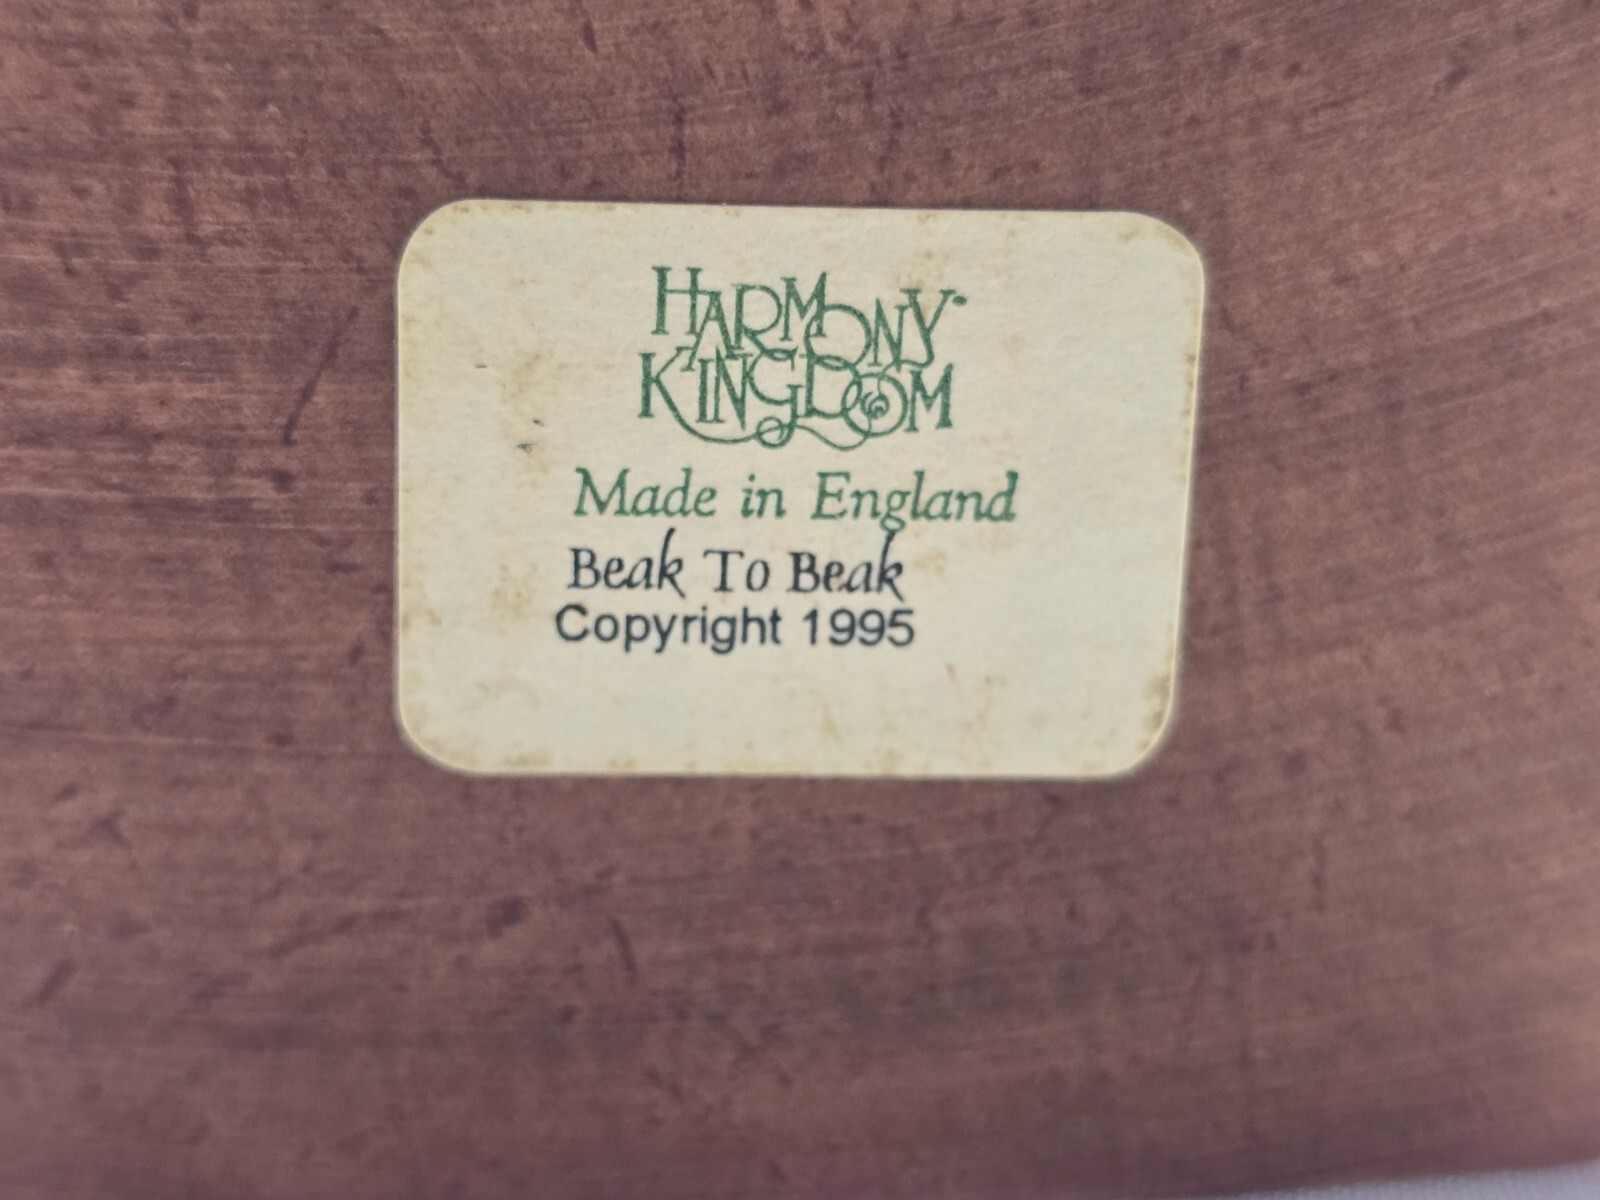 HARMONY
KINGDOM
Made in England
Beak To Beak
Copyright 1995